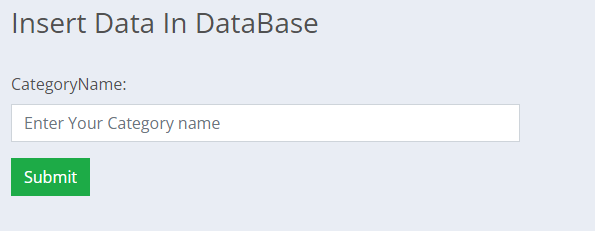 Insert Data In DataBase
CategoryName:
Enter Your Category name
Submit